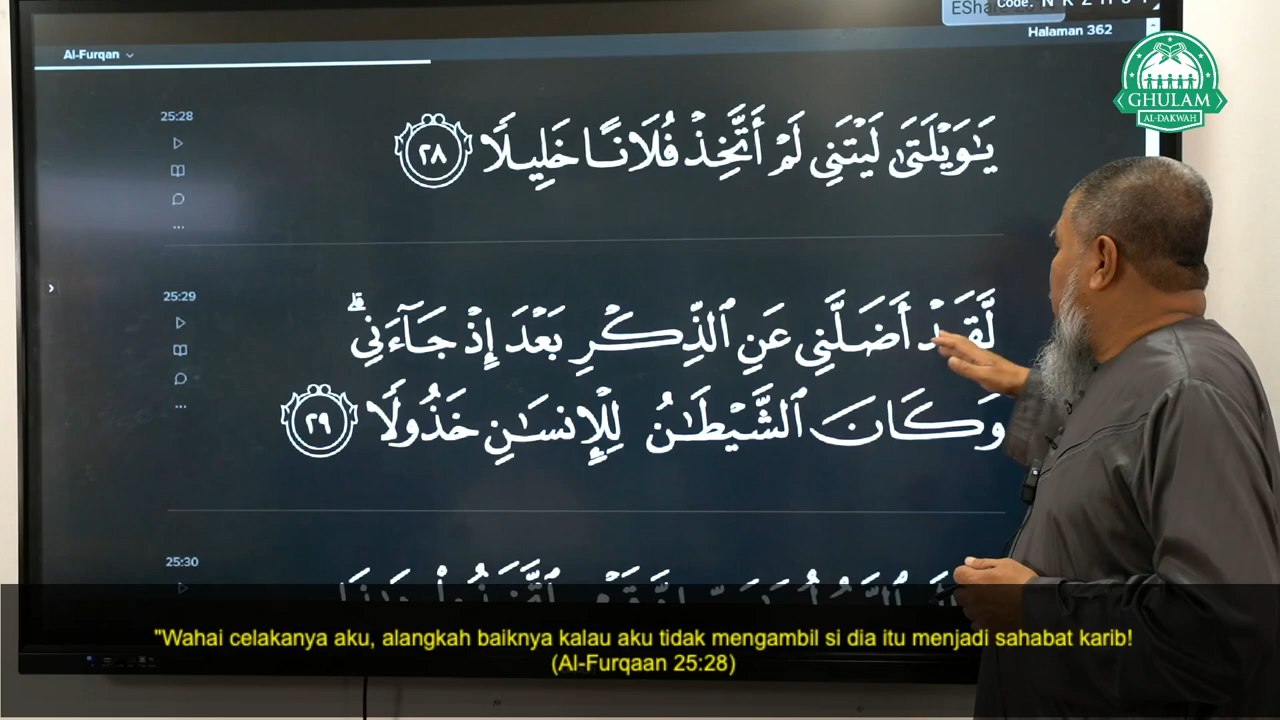 EShare
Code:
Halaman 362
Al-Furqan
GHULAM
AL-DAKWAH
25:28
يَـٰوَيْلَتَىٰ لَيْتَنِى لَمْ أَتَّخِذْ فُلَانًا خَلِيلًا ٢٨
25:29
لَّقَدْ أَضَلَّنِى عَنِ ٱلذِّكْرِ بَعْدَ إِذْ جَآءَنِى ۗ
وَكَانَ ٱلشَّيْطَـٰنُ لِلْإِنسَـٰنِ خَذُولًا ٢٩
25:30
"Wahai celakanya aku, alangkah baiknya kalau aku tidak mengambil si dia itu menjadi sahabat karib!
(Al-Furqaan 25:28)